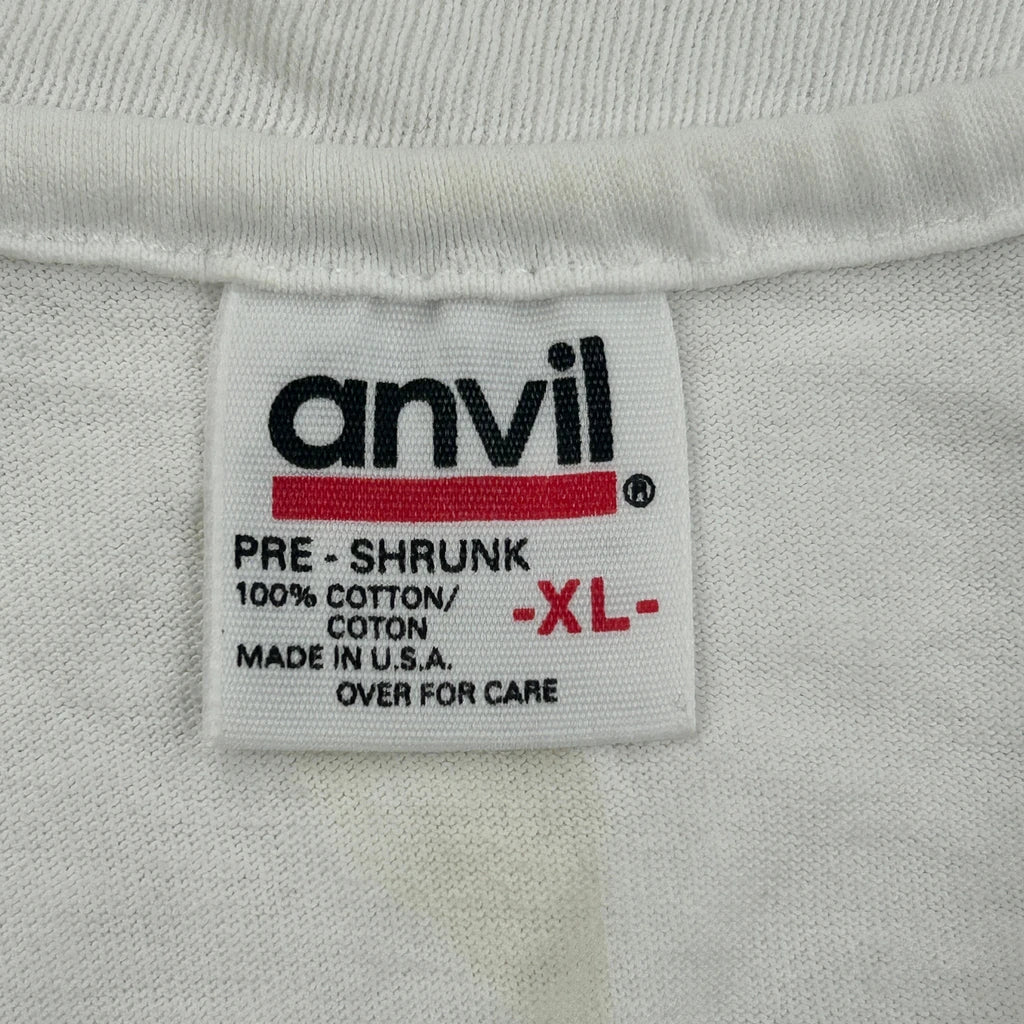 anvil®
PRE - SHRUNK
100% COTTON/
COTON
-XL-
MADE IN U.S.A.
OVER FOR CARE